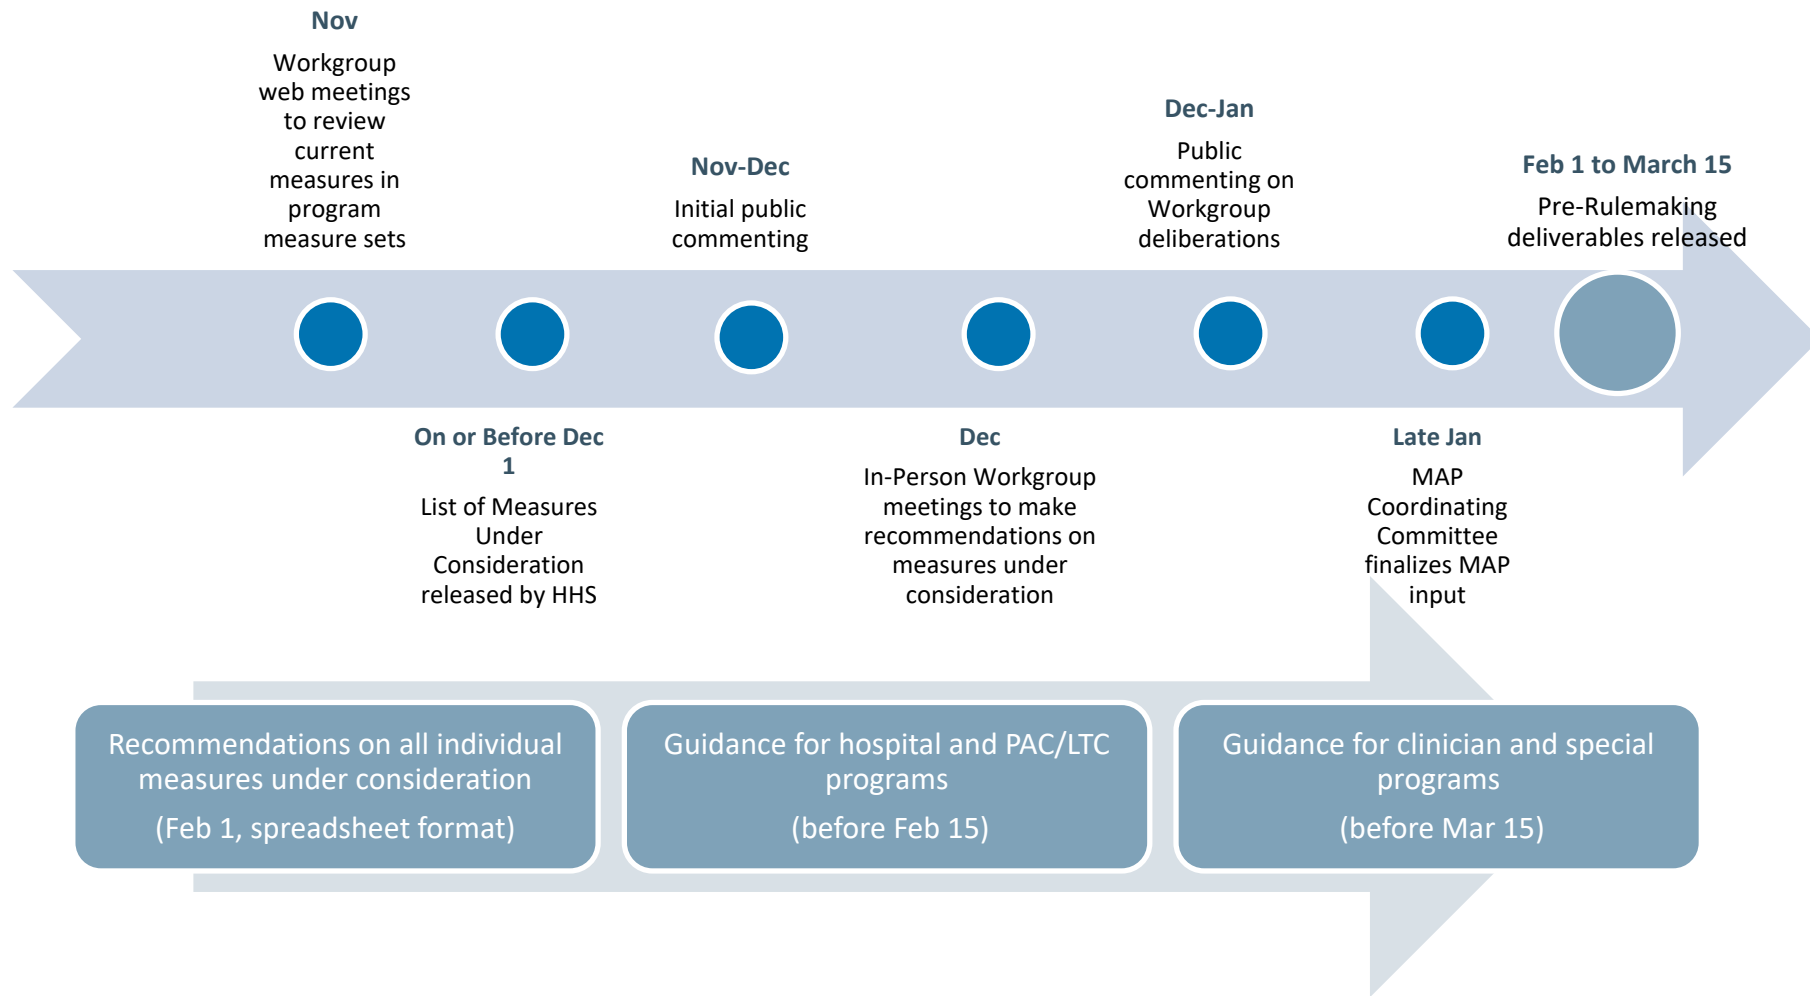 Nov
Workgroup
web meetings
to review
current
measures in
program
measure sets
On or Before Dec
1
List of Measures
Under
Consideration
released by HHS
Nov-Dec
Initial public
commenting
Dec
In-Person Workgroup
meetings to make
recommendations on
measures under
consideration
Dec-Jan
Public
commenting on
Workgroup
deliberations
Late Jan
MAP
Coordinating
Committee
finalizes MAP
input
Feb 1 to March 15
Pre-Rulemaking
deliverables released
Recommendations on all individual
measures under consideration
(Feb 1, spreadsheet format)
Guidance for hospital and PAC/LTC
programs
(before Feb 15)
Guidance for clinician and special
programs
(before Mar 15)